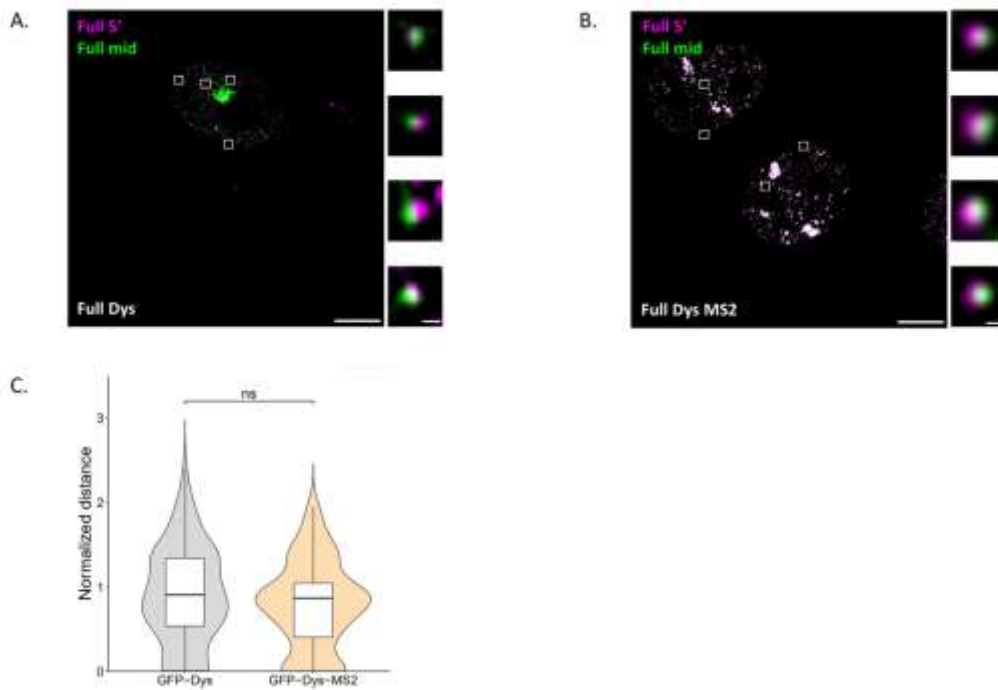 A.
Full 5'
Full mid
Full Dys
B.
Full 5'
Full mid
Full Dys MS2
C.
ns
Normalized distance
3
2
1
0
GFP-Dys
GFP-Dys-MS2